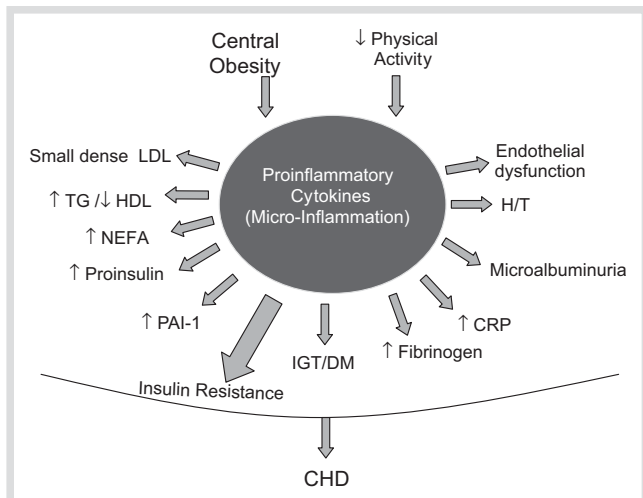 Central
Obesity
↓ Physical
Activity
Proinflammatory
Cytokines
(Micro-Inflammation)
Small dense LDL
↑ TG /↓ HDL
↑ NEFA
↑ Proinsulin
↑ PAI-1
Insulin Resistance
IGT/DM
↑ Fibrinogen
↑ CRP
Microalbuminuria
H/T
Endothelial
dysfunction
CHD